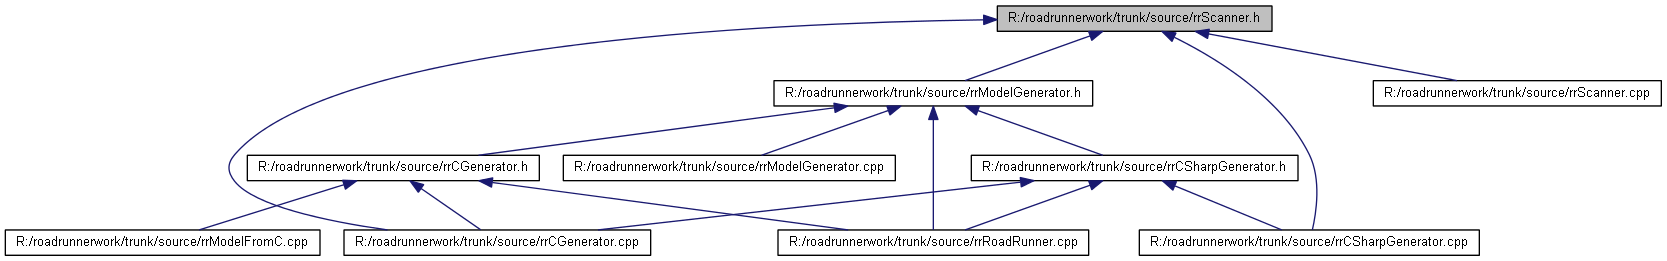 R:/roadrunnerwork/trunk/source/rrScanner.h
R:/roadrunnerwork/trunk/source/rrModelGenerator.h
R:/roadrunnerwork/trunk/source/rrScanner.cpp
R:/roadrunnerwork/trunk/source/rrCGenerator.h
R:/roadrunnerwork/trunk/source/rrModelGenerator.cpp
R:/roadrunnerwork/trunk/source/rrCSharpGenerator.h
R:/roadrunnerwork/trunk/source/rrModelFromC.cpp
R:/roadrunnerwork/trunk/source/rrCGenerator.cpp
R:/roadrunnerwork/trunk/source/rrRoadRunner.cpp
R:/roadrunnerwork/trunk/source/rrCSharpGenerator.cpp